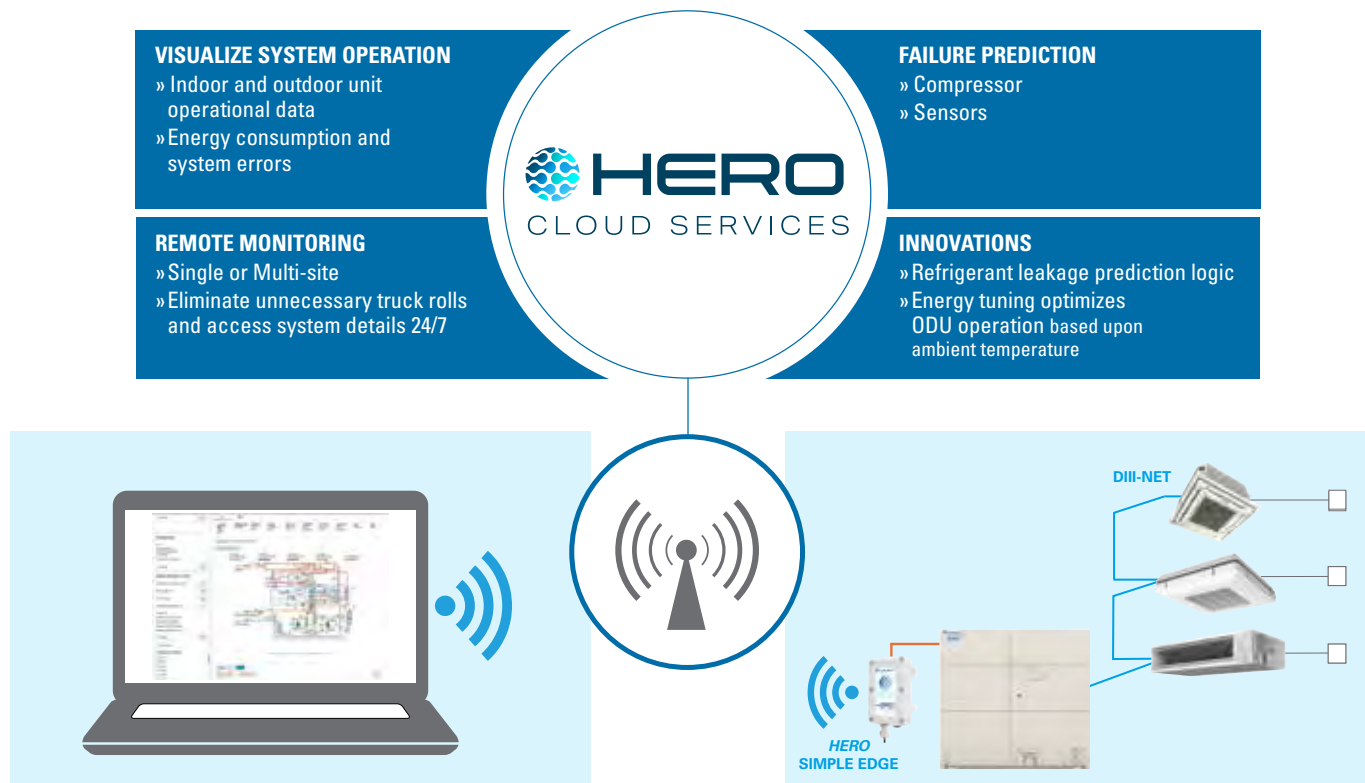 VISUALIZE SYSTEM OPERATION
» Indoor and outdoor unit
operational data
» Energy consumption and
system errors
REMOTE MONITORING
» Single or Multi-site
» Eliminate unnecessary truck rolls
and access system details 24/7
HERO
CLOUD SERVICES
FAILURE PREDICTION
» Compressor
» Sensors
INNOVATIONS
» Refrigerant leakage prediction logic
» Energy tuning optimizes
ODU operation based upon
ambient temperature
DIII-NET
HERO
SIMPLE EDGE